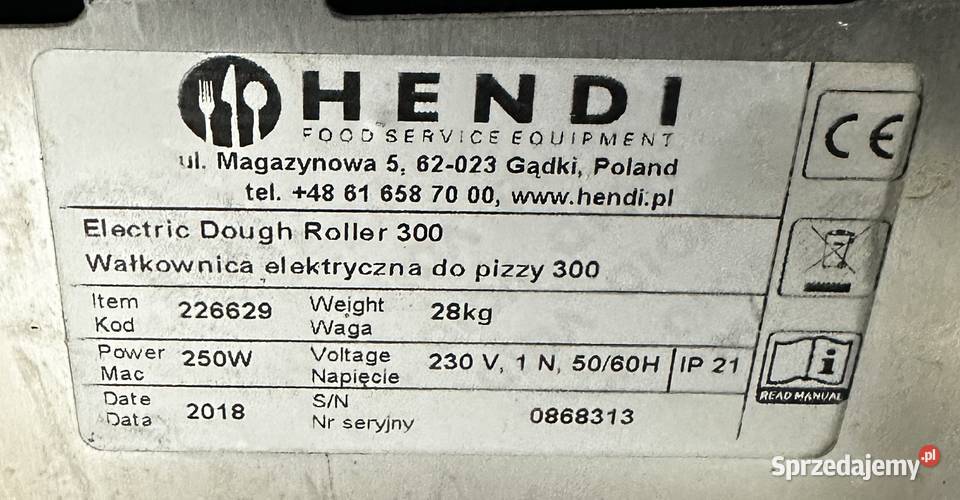 HENDI
FOOD SERVICE EQUIPMENT
ul. Magazynowa 5, 62-023 Gądki, Poland
tel. +48 61 658 70 00, www.hendi.pl
CE
Electric Dough Roller 300
Wałkownica elektryczna do pizzy 300
Item Kod 226629 Weight Waga 28kg
Power Mac 250W Voltage Napięcie 230 V, 1 N, 50/60H IP 21
READ MANUAL
Date Data 2018 S/N Nr seryjny 0868313
Sprzedajemy.pl